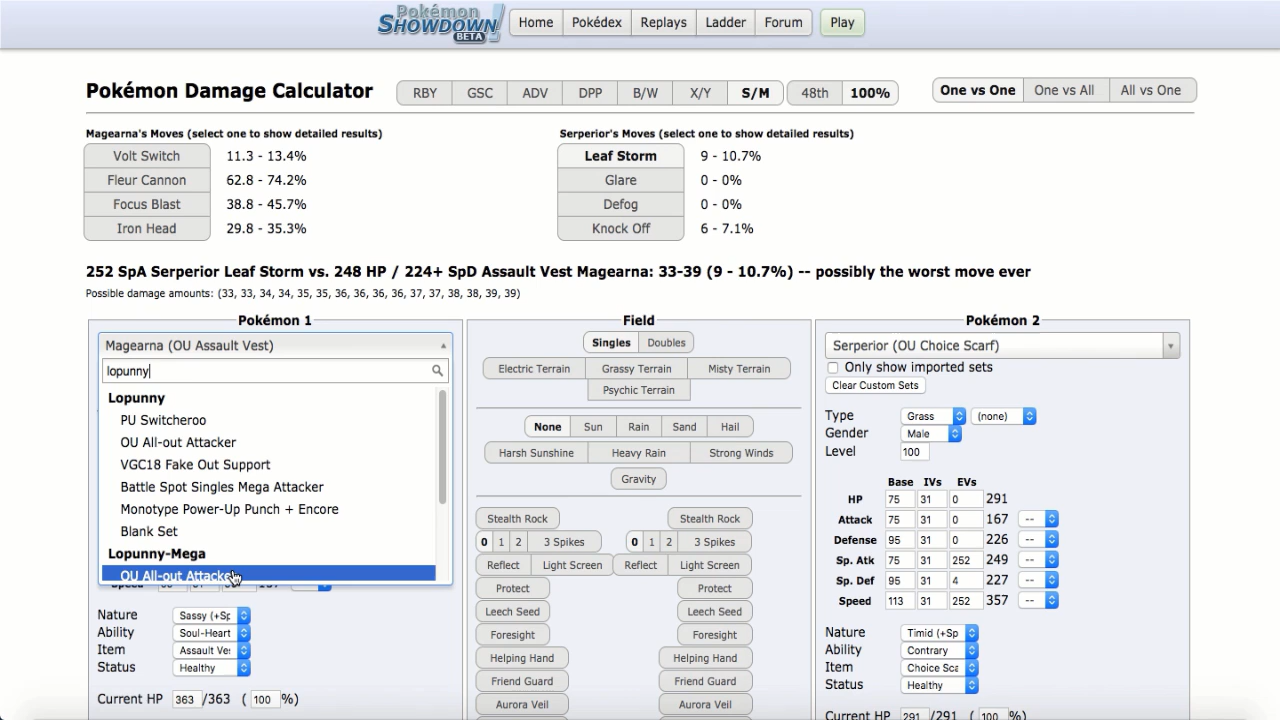 Pokémon SHOWDOWN! BETA
Home Pokédex Replays Ladder Forum Play
Pokémon Damage Calculator RBY GSC ADV DPP B/W X/Y S/M 48th 100% One vs One One vs All All vs One
Magearna's Moves (select one to show detailed results) Serperior's Moves (select one to show detailed results)
Volt Switch 11.3 - 13.4% Leaf Storm 9 - 10.7%
Fleur Cannon 62.8 - 74.2% Glare 0 - 0%
Focus Blast 38.8 - 45.7% Defog 0 - 0%
Iron Head 29.8 - 35.3% Knock Off 6 - 7.1%
252 SpA Serperior Leaf Storm vs. 248 HP / 224+ SpD Assault Vest Magearna: 33-39 (9 - 10.7%) -- possibly the worst move ever
Possible damage amounts: (33, 33, 34, 34, 35, 35, 36, 36, 36, 36, 37, 37, 38, 38, 39, 39)
Pokémon 1
Magearna (OU Assault Vest)
lopunny
Lopunny
PU Switcheroo
OU All-out Attacker
VGC18 Fake Out Support
Battle Spot Singles Mega Attacker
Monotype Power-Up Punch + Encore
Blank Set
Lopunny-Mega
OU All-out Attacker
Nature Sassy (+Sp
Ability Soul-Heart
Item Assault Ve
Status Healthy
Current HP 363 /363 ( 100 %)
Field
Singles Doubles
Electric Terrain Grassy Terrain Misty Terrain
Psychic Terrain
None Sun Rain Sand Hail
Harsh Sunshine Heavy Rain Strong Winds
Gravity
Stealth Rock Stealth Rock
0 1 2 3 Spikes 0 1 2 3 Spikes
Reflect Light Screen Reflect Light Screen
Protect Protect
Leech Seed Leech Seed
Foresight Foresight
Helping Hand Helping Hand
Friend Guard Friend Guard
Aurora Veil Aurora Veil
Pokémon 2
Serperior (OU Choice Scarf)
Only show imported sets
Clear Custom Sets
Type Grass (none)
Gender Male
Level 100
Base IVs EVs
HP 75 31 0 291
Attack 75 31 0 167 --
Defense 95 31 0 226 --
Sp. Atk 75 31 252 249 --
Sp. Def 95 31 4 227 --
Speed 113 31 252 357 --
Nature Timid (+Sp
Ability Contrary
Item Choice Sca
Status Healthy
Current HP 291 /291 ( 100 %)